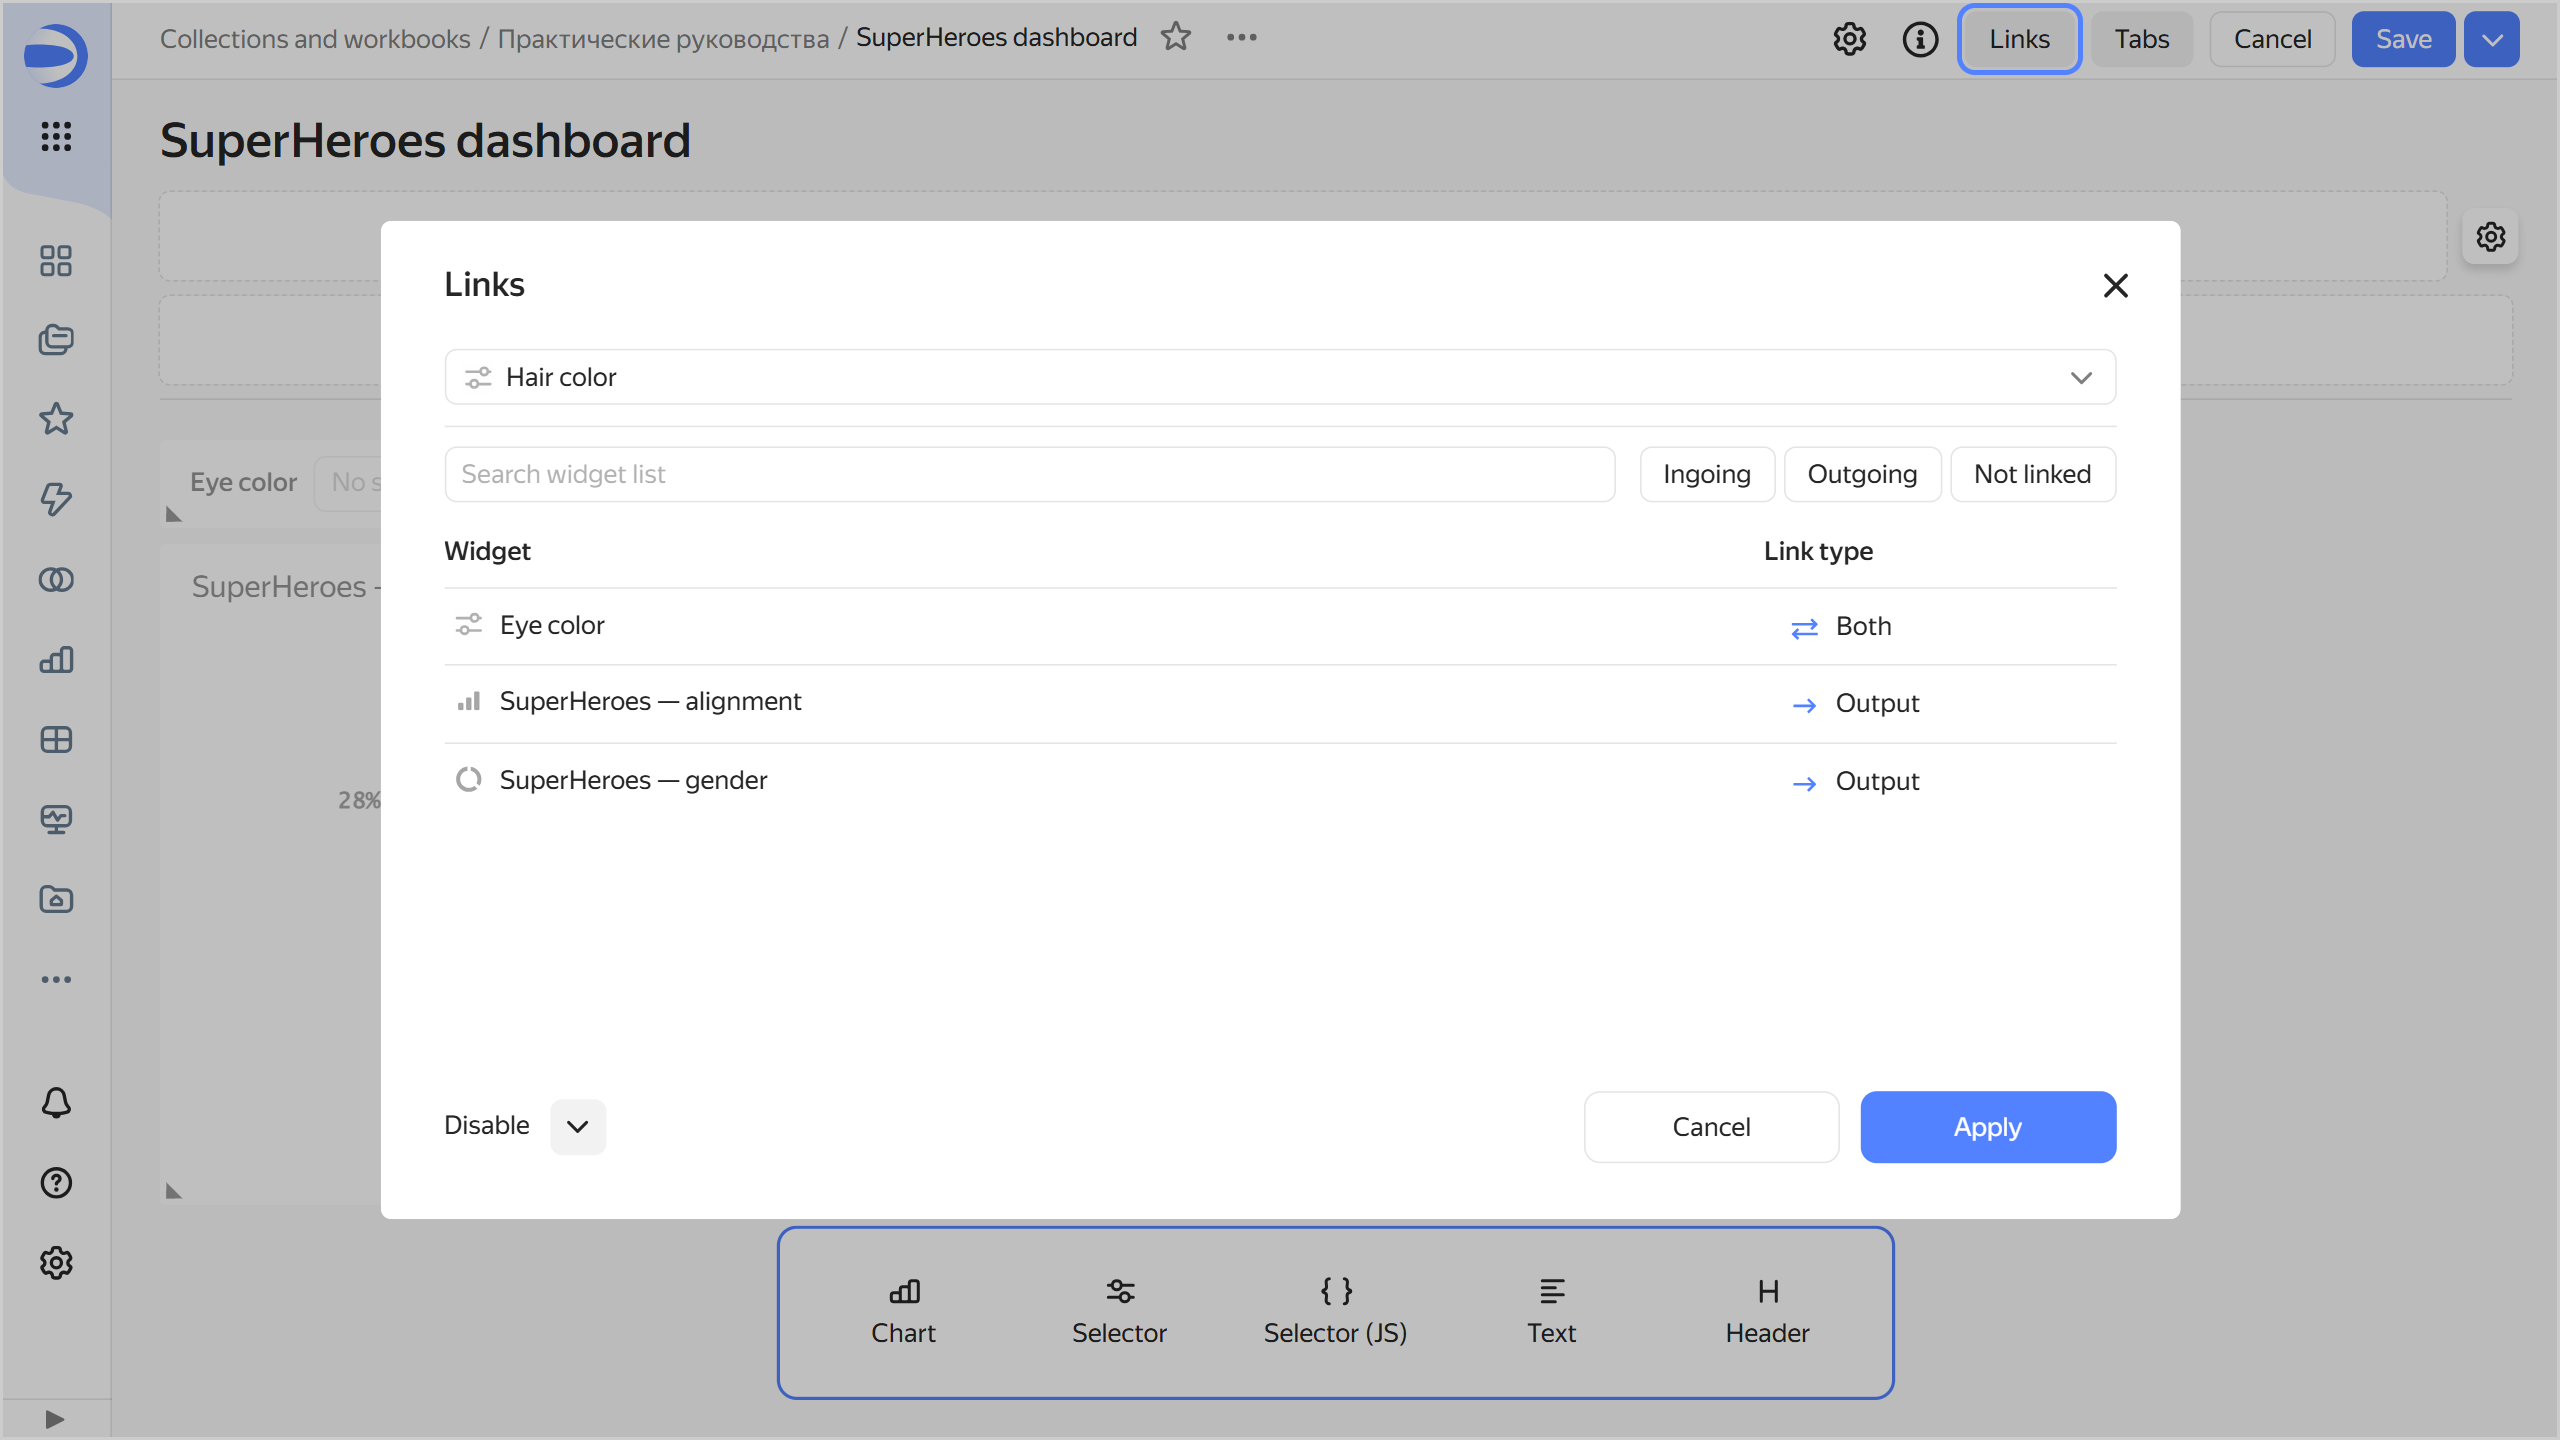 Collections and workbooks / Практические руководства / SuperHeroes dashboard
Links
Tabs
Cancel
Save
SuperHeroes dashboard
Eye color
No s
SuperHeroes -
28%
Links
Hair color
Search widget list
Ingoing
Outgoing
Not linked
Widget
Link type
Eye color
Both
SuperHeroes — alignment
Output
SuperHeroes — gender
Output
Disable
Cancel
Apply
Chart
Selector
Selector (JS)
Text
Header